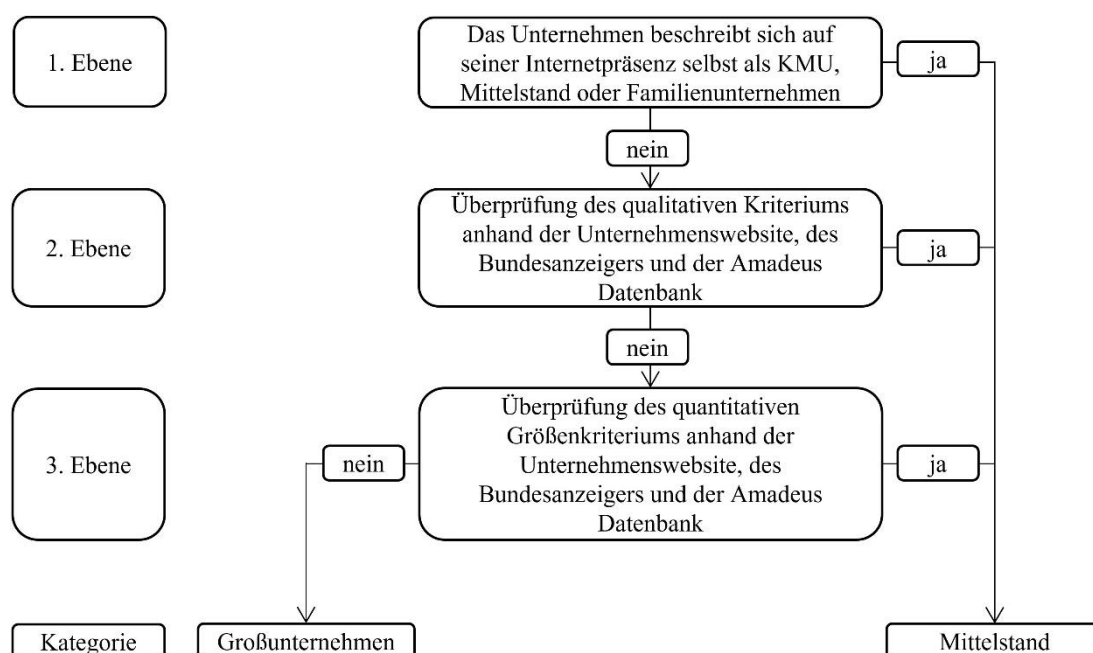 1. Ebene
Das Unternehmen beschreibt sich auf
seiner Internetpräsenz selbst als KMU,
Mittelstand oder Familienunternehmen
ja
nein
2. Ebene
Überprüfung des qualitativen Kriteriums
anhand der Unternehmenswebsite, des
Bundesanzeigers und der Amadeus
Datenbank
ja
nein
3. Ebene
nein
Überprüfung des quantitativen
Größenkriteriums anhand der
Unternehmenswebsite, des
Bundesanzeigers und der Amadeus
Datenbank
ja
Kategorie
Großunternehmen
Mittelstand